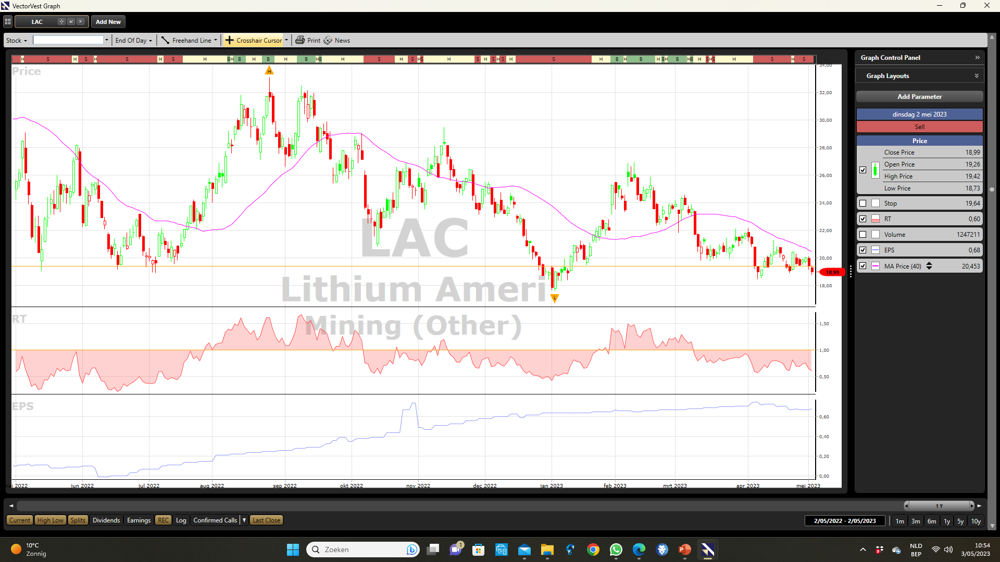 VectorVest Graph
LAC Add New
Stock End Of Day Freehand Line Crosshair Cursor Print News
S H S H S H S H S H B H B H B H B H B H S H S H S H S H S H S H S H B H B H B H B H B H S H S H S H S
Price
34,00
32,00
30,00
28,00
26,00
24,00
22,00
20,00
18,00
18,99
H
L
LAC
Lithium Ameri
Mining (Other)
RT
1,50
1,00
0,50
EPS
0,60
0,40
0,20
0,00
mei 2022 jun 2022 jul 2022 aug 2022 sep 2022 okt 2022 nov 2022 dec 2022 jan 2023 feb 2023 mrt 2023 apr 2023 mei 2023
Graph Control Panel
Graph Layouts
Add Parameter
dinsdag 2 mei 2023
Sell
Price
Close Price 18,99
Open Price 19,26
High Price 19,42
Low Price 18,73
Stop 19,64
RT 0,60
Volume 1247211
EPS 0,68
MA Price (40) 20,453
1 Y
Current High Low Splits Dividends Earnings REC Log Confirmed Calls Last Close
2/05/2022 - 2/05/2023 1m 3m 6m 1y 5y 10y
10°C
Zonnig
Zoeken
1
9
NLD
BEP
10:54
3/05/2023